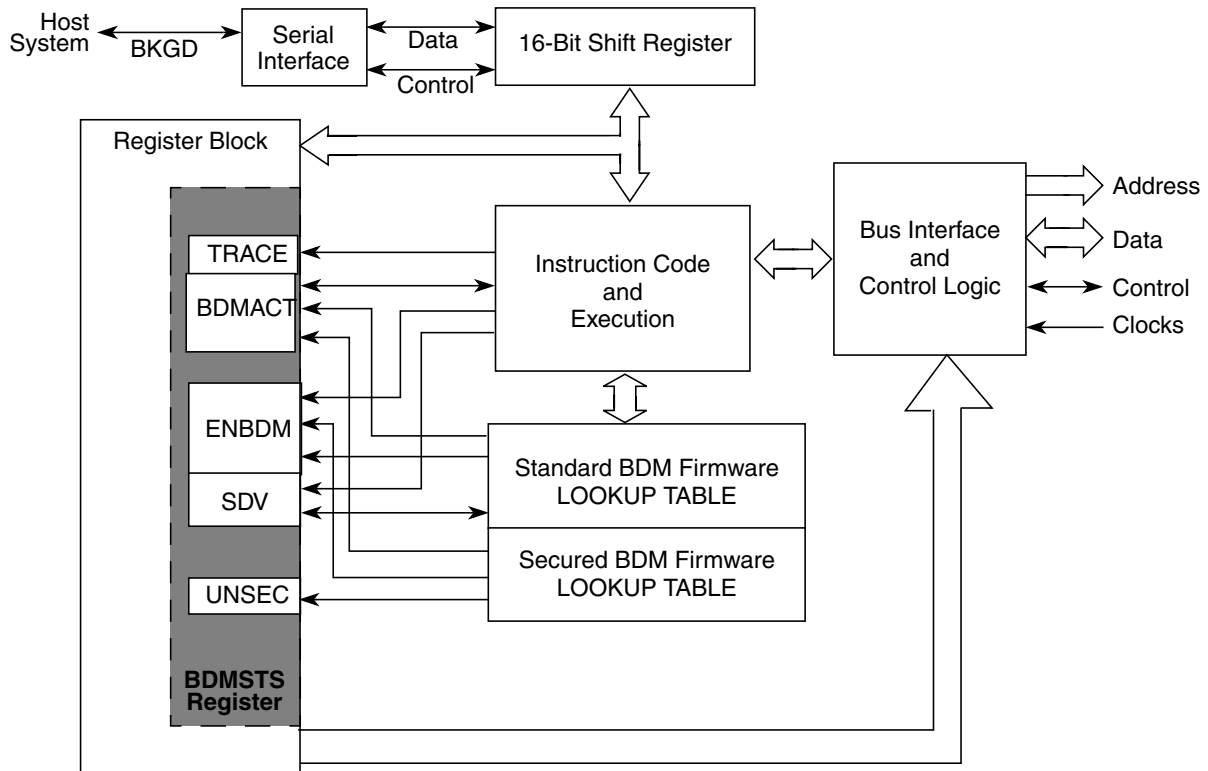 Host
System
BKGD
Serial
Interface
Data
Control
16-Bit Shift Register
Register Block
TRACE
BDMACT
ENBDM
SDV
UNSEC
BDMSTS
Register
Instruction Code
and
Execution
Bus Interface
and
Control Logic
Address
Data
Control
Clocks
Standard BDM Firmware
LOOKUP TABLE
Secured BDM Firmware
LOOKUP TABLE